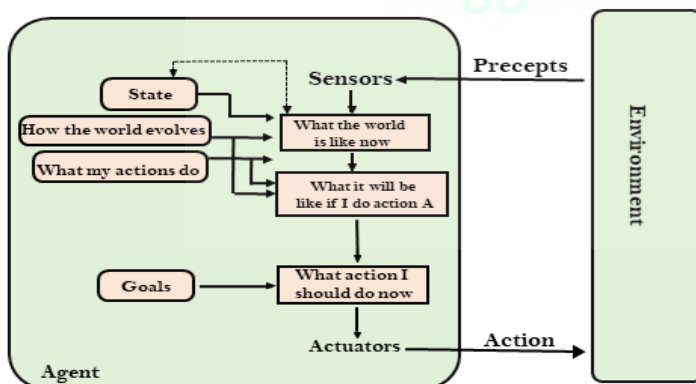 Precepts
Sensors
State
How the world evolves
What the world
is like now
What my actions do
What it will be
like if I do action A
Environment
Goals
What action I
should do now
Actuators
Action
Agent